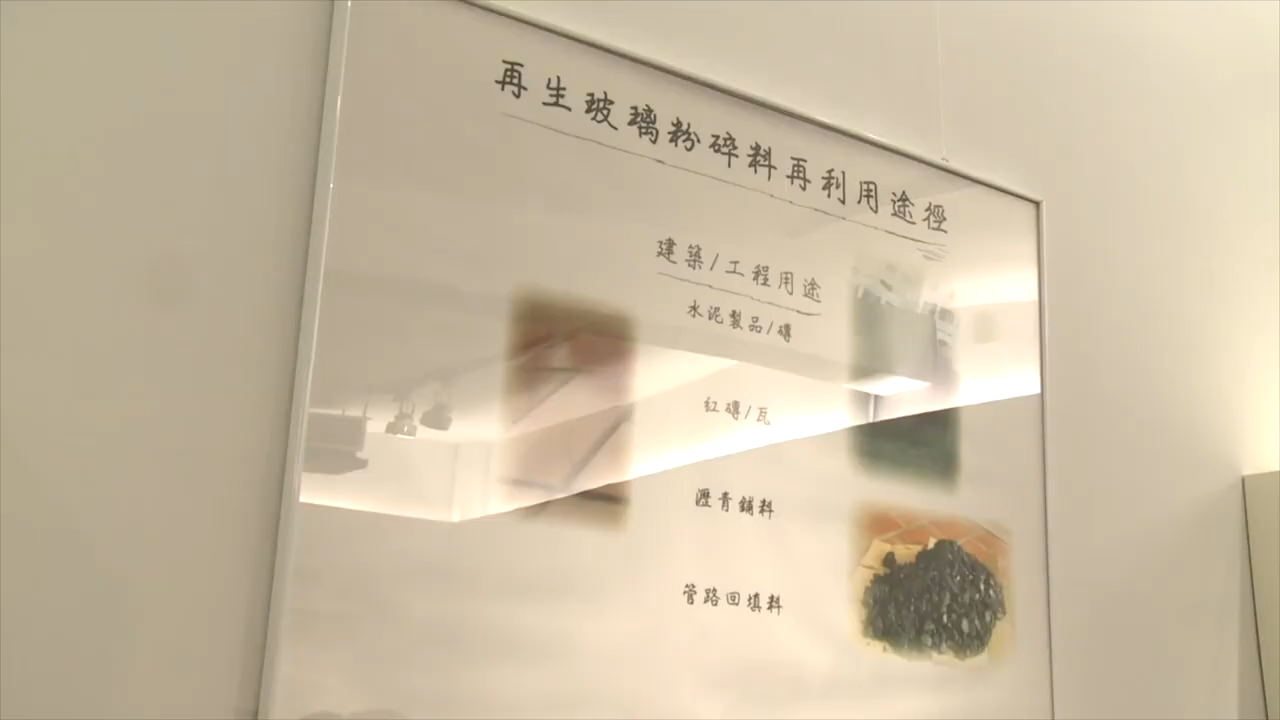 再生玻璃粉碎料再利用途徑
建築/工程用途
水泥製品/磚
紅磚/瓦
瀝青鋪料
管路回填料